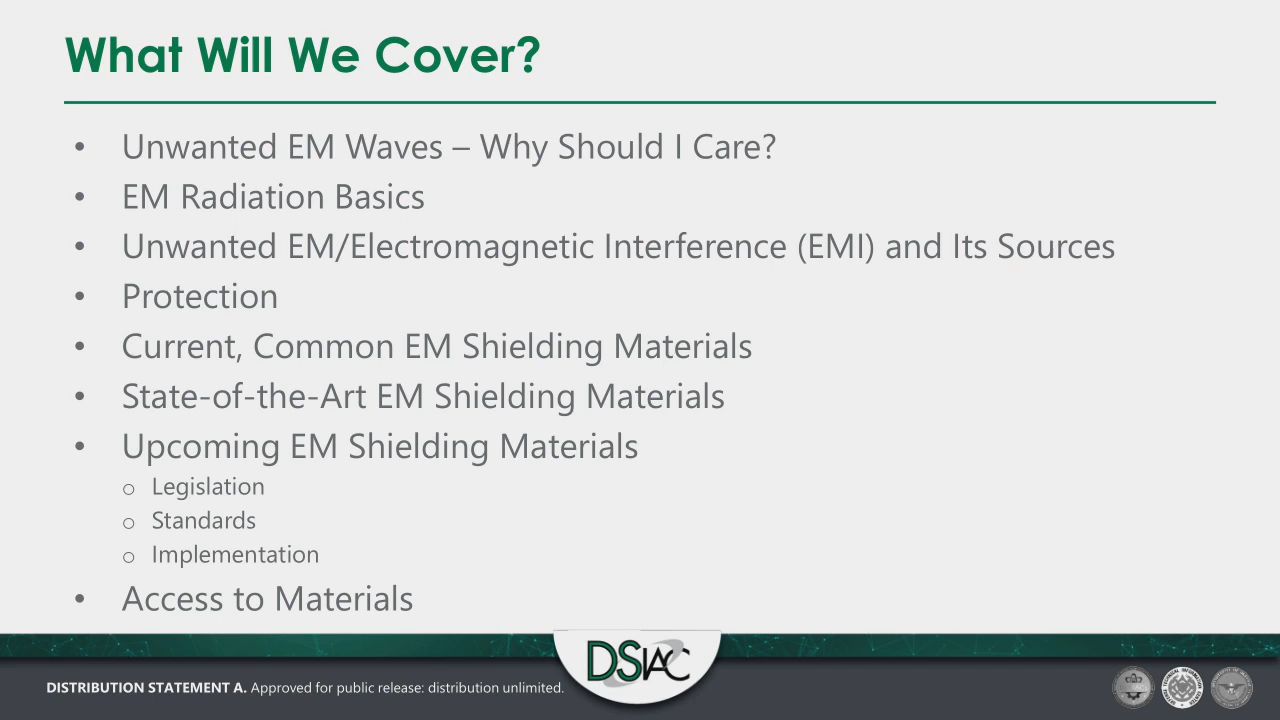 What Will We Cover?
• Unwanted EM Waves – Why Should I Care?
• EM Radiation Basics
• Unwanted EM/Electromagnetic Interference (EMI) and Its Sources
• Protection
• Current, Common EM Shielding Materials
• State-of-the-Art EM Shielding Materials
• Upcoming EM Shielding Materials
o Legislation
o Standards
o Implementation
• Access to Materials
DSIAC
DISTRIBUTION STATEMENT A. Approved for public release: distribution unlimited.